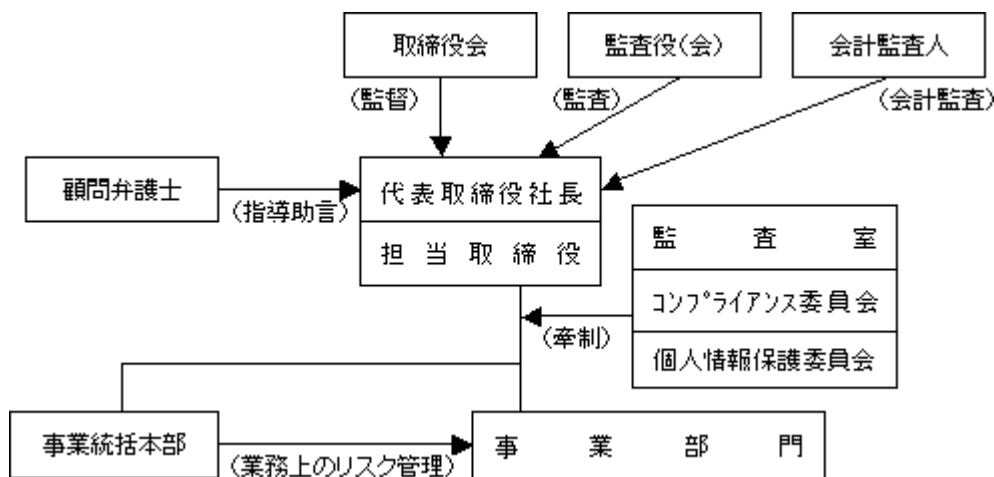 取締役会
監査役(会)
会計監査人
(監督)
(監査)
(会計監査)
顧問弁護士
(指導助言)
代表取締役社長
担当取締役
監査室
コンプライアンス委員会
個人情報保護委員会
(牽制)
事業統括本部
(業務上のリスク管理)
事業部門